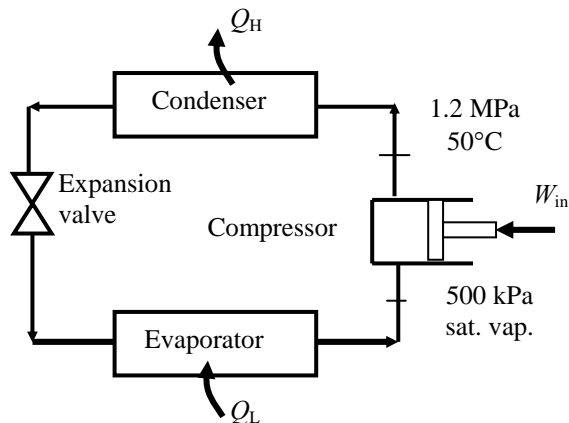 Q_H
Condenser
1.2 MPa
50°C
Expansion
valve
Compressor
W_in
500 kPa
sat. vap.
Evaporator
Q_L